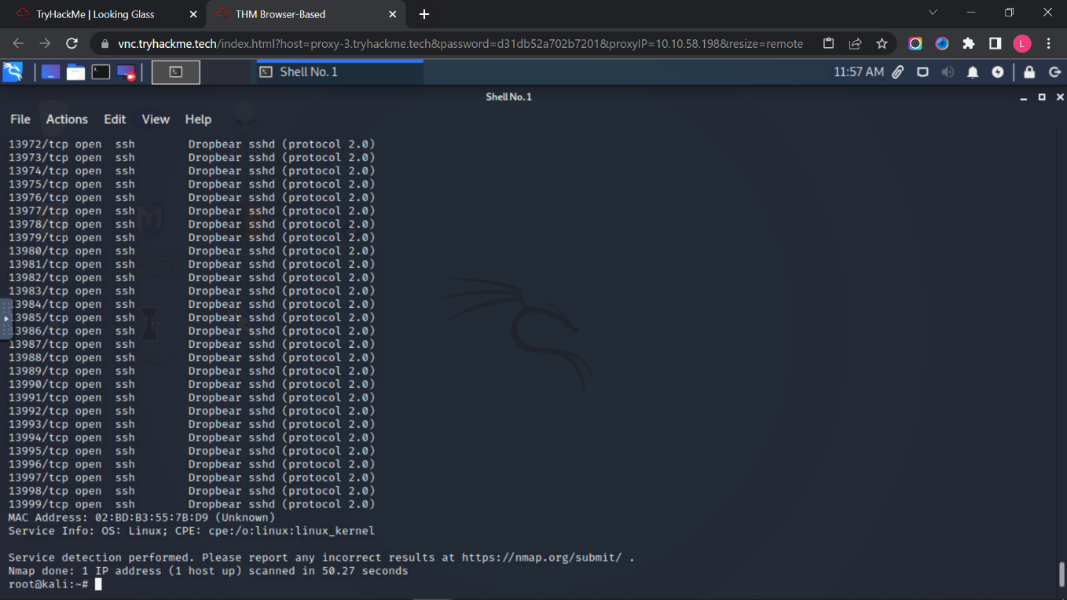 TryHackMe | Looking Glass
THM Browser-Based
vnc.tryhackme.tech/index.html?host=proxy-3.tryhackme.tech&password=d31db52a702b7201&proxyIP=10.10.58.198&resize=remote
L
Shell No. 1
11:57 AM
Shell No. 1
File Actions Edit View Help
13972/tcp open ssh Dropbear sshd (protocol 2.0)
13973/tcp open ssh Dropbear sshd (protocol 2.0)
13974/tcp open ssh Dropbear sshd (protocol 2.0)
13975/tcp open ssh Dropbear sshd (protocol 2.0)
13976/tcp open ssh Dropbear sshd (protocol 2.0)
13977/tcp open ssh Dropbear sshd (protocol 2.0)
13978/tcp open ssh Dropbear sshd (protocol 2.0)
13979/tcp open ssh Dropbear sshd (protocol 2.0)
13980/tcp open ssh Dropbear sshd (protocol 2.0)
13981/tcp open ssh Dropbear sshd (protocol 2.0)
13982/tcp open ssh Dropbear sshd (protocol 2.0)
13983/tcp open ssh Dropbear sshd (protocol 2.0)
13984/tcp open ssh Dropbear sshd (protocol 2.0)
13985/tcp open ssh Dropbear sshd (protocol 2.0)
13986/tcp open ssh Dropbear sshd (protocol 2.0)
13987/tcp open ssh Dropbear sshd (protocol 2.0)
13988/tcp open ssh Dropbear sshd (protocol 2.0)
13989/tcp open ssh Dropbear sshd (protocol 2.0)
13990/tcp open ssh Dropbear sshd (protocol 2.0)
13991/tcp open ssh Dropbear sshd (protocol 2.0)
13992/tcp open ssh Dropbear sshd (protocol 2.0)
13993/tcp open ssh Dropbear sshd (protocol 2.0)
13994/tcp open ssh Dropbear sshd (protocol 2.0)
13995/tcp open ssh Dropbear sshd (protocol 2.0)
13996/tcp open ssh Dropbear sshd (protocol 2.0)
13997/tcp open ssh Dropbear sshd (protocol 2.0)
13998/tcp open ssh Dropbear sshd (protocol 2.0)
13999/tcp open ssh Dropbear sshd (protocol 2.0)
MAC Address: 02:BD:B3:55:7B:D9 (Unknown)
Service Info: OS: Linux; CPE: cpe:/o:linux:linux_kernel
Service detection performed. Please report any incorrect results at https://nmap.org/submit/ .
Nmap done: 1 IP address (1 host up) scanned in 50.27 seconds
root@kali:~#